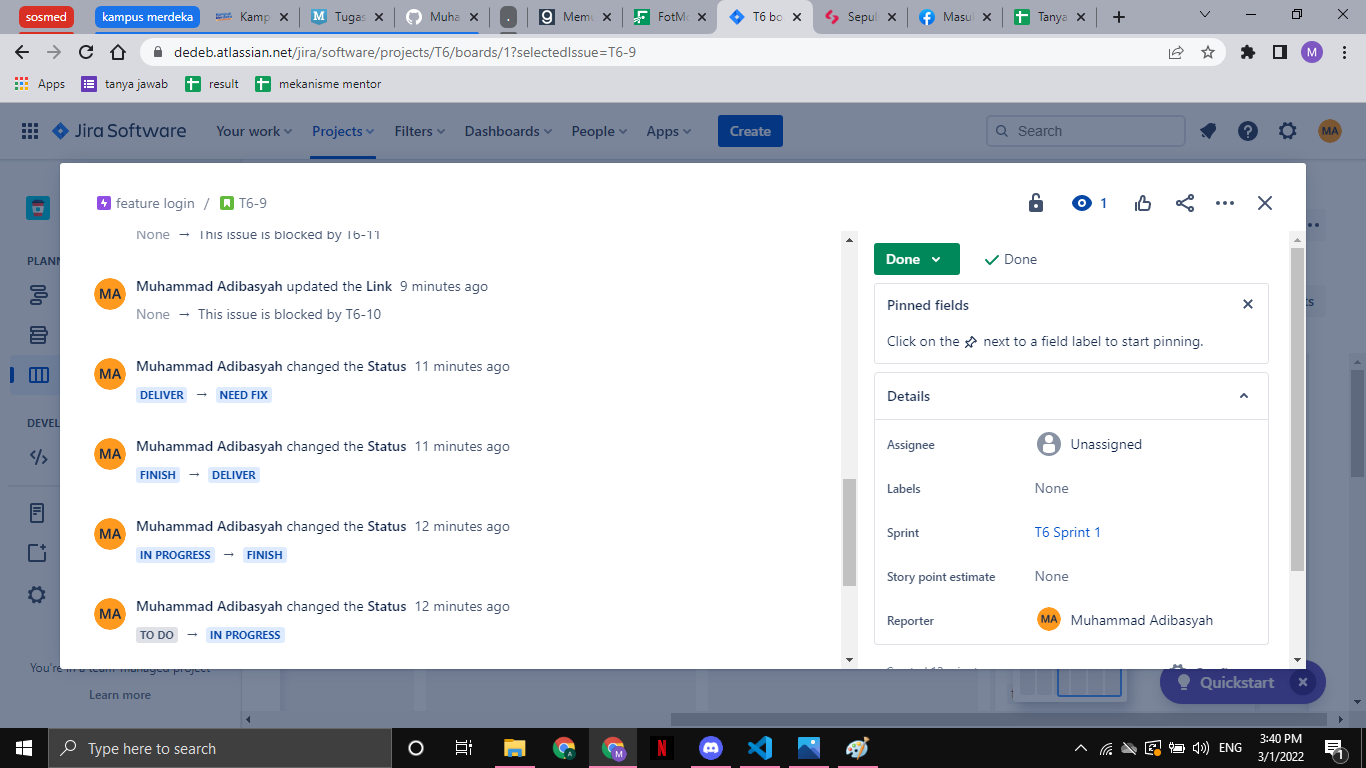 sosmed
kampus merdeka
Kamp
Tugas
Muha
.
Memu
FotMo
T6 bo
Sepul
Masul
Tanya
dedeb.atlassian.net/jira/software/projects/T6/boards/1?selectedIssue=T6-9
M
Apps
tanya jawab
result
mekanisme mentor
Jira Software
Your work
Projects
Filters
Dashboards
People
Apps
Create
Search
MA
feature login / T6-9
1
PLANN
DEVEL
None → This issue is blocked by T6-11
MA
Muhammad Adibasyah updated the Link 9 minutes ago
None → This issue is blocked by T6-10
MA
Muhammad Adibasyah changed the Status 11 minutes ago
DELIVER → NEED FIX
MA
Muhammad Adibasyah changed the Status 11 minutes ago
FINISH → DELIVER
MA
Muhammad Adibasyah changed the Status 12 minutes ago
IN PROGRESS → FINISH
MA
Muhammad Adibasyah changed the Status 12 minutes ago
TO DO → IN PROGRESS
Done
Done
Pinned fields
Click on the next to a field label to start pinning.
Details
Assignee
Unassigned
Labels
None
Sprint
T6 Sprint 1
Story point estimate
None
Reporter
MA
Muhammad Adibasyah
You're in a team-managed project
Learn more
Quickstart
Type here to search
ENG
3:40 PM
3/1/2022
1